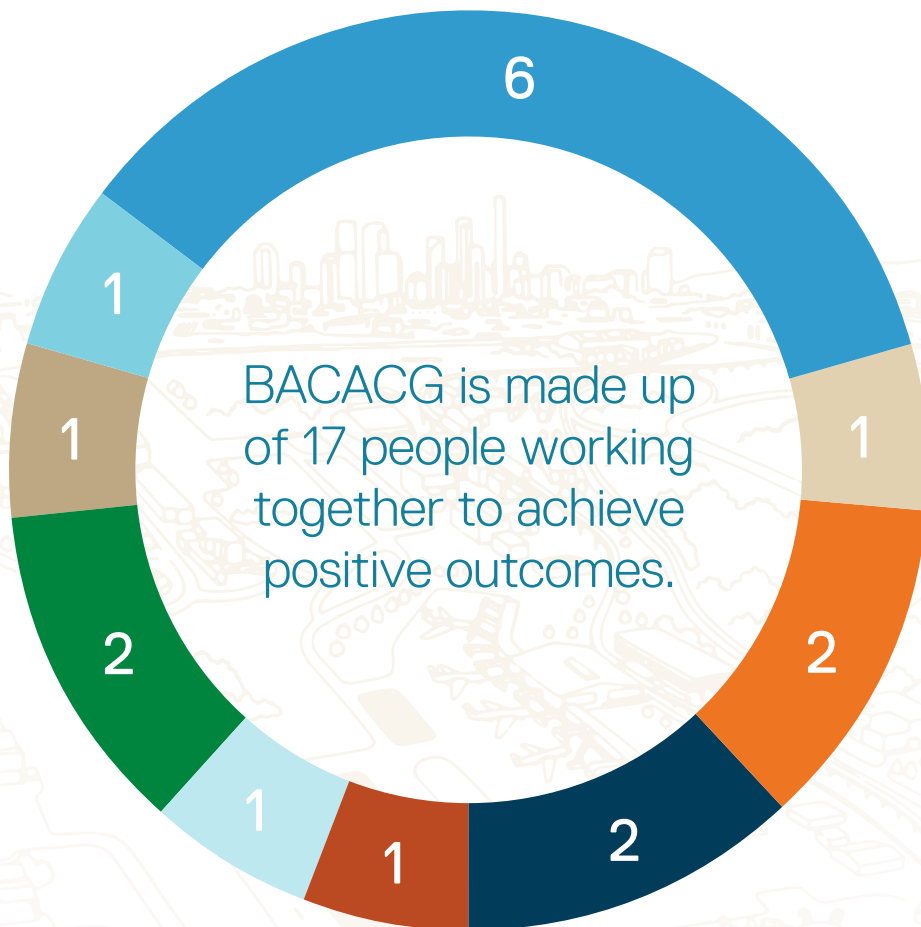 6
1
1
1
BACACG is made up
of 17 people working
together to achieve
positive outcomes.
2
2
1
1
2